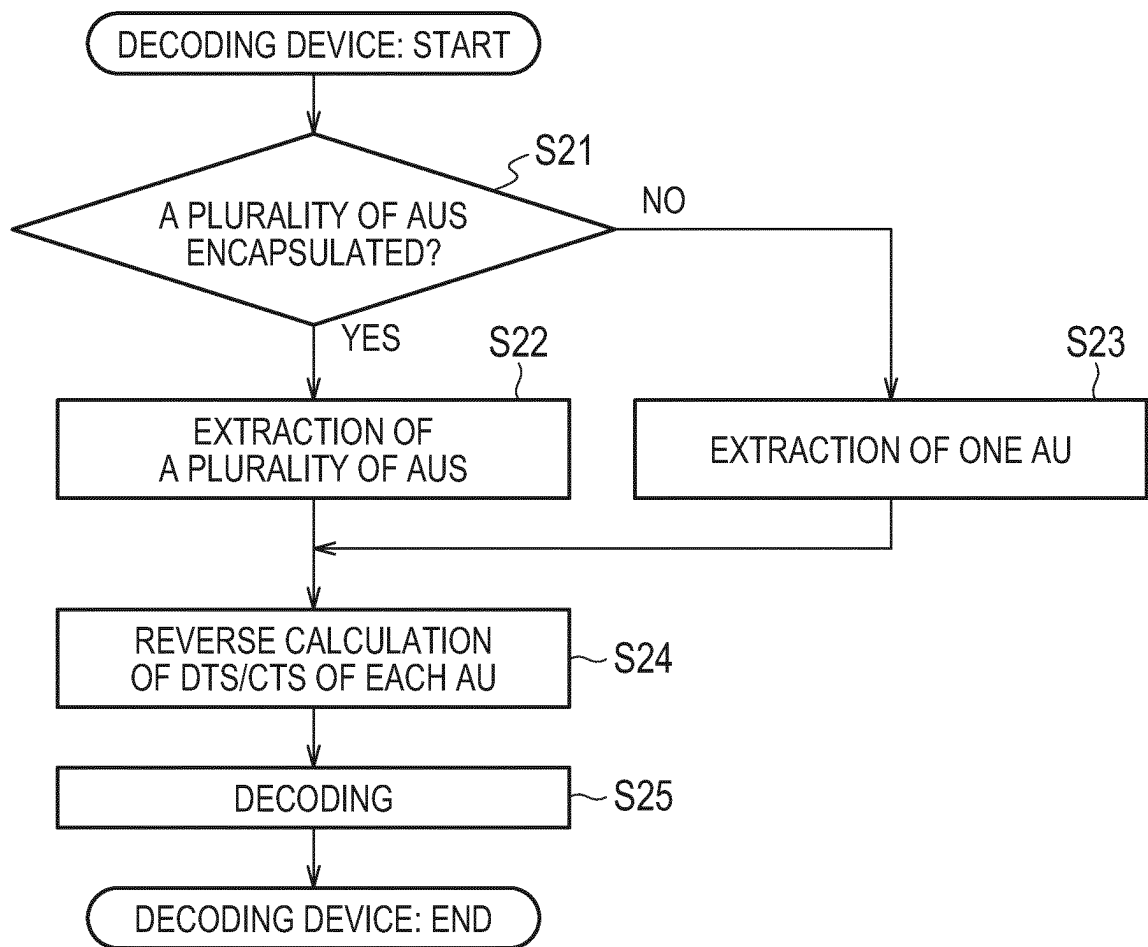 DECODING DEVICE: START
S21
A PLURALITY OF AUS
ENCAPSULATED?
NO
YES
S22
S23
EXTRACTION OF
A PLURALITY OF AUS
EXTRACTION OF ONE AU
REVERSE CALCULATION
OF DTS/CTS OF EACH AU
S24
DECODING
S25
DECODING DEVICE: END